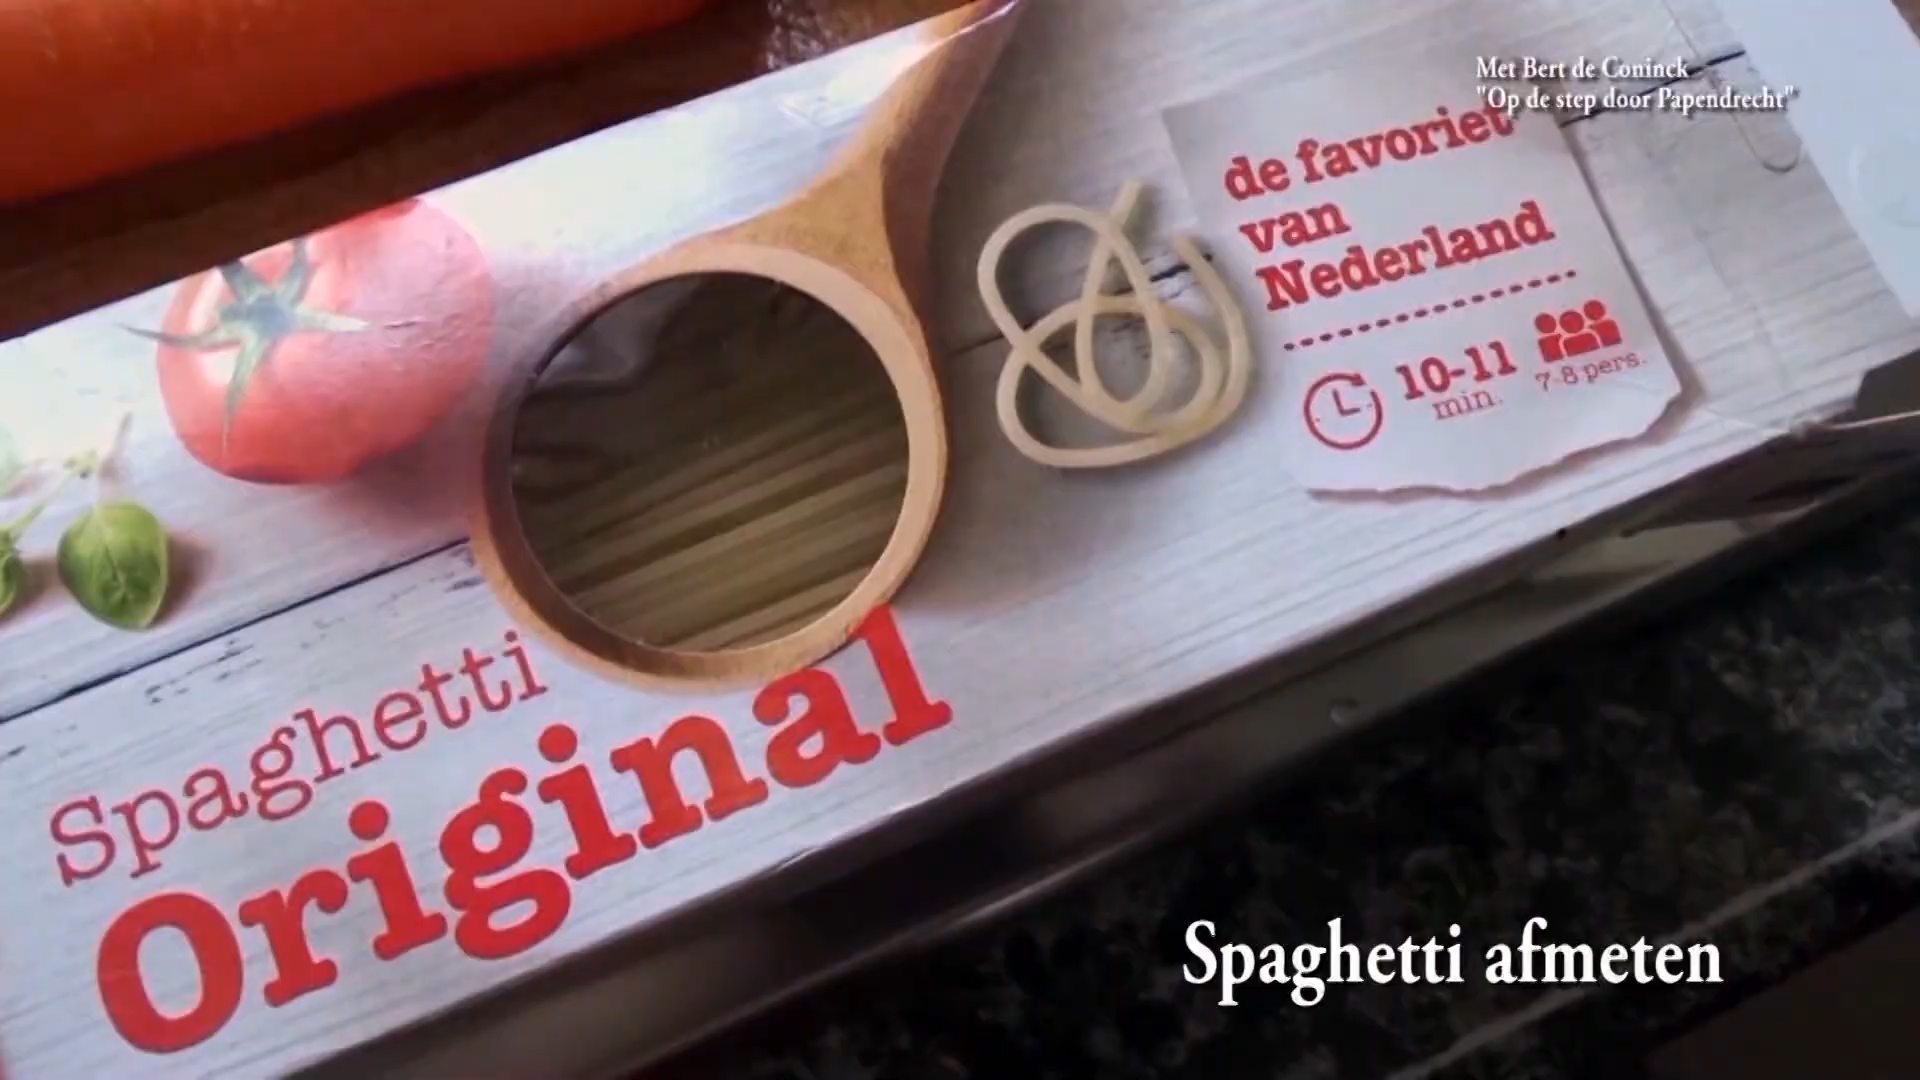 Met Bert de Coninck
"Op de step door Papendrecht"
de favoriet
van
Nederland
10-11
min.
7-8 pers.
Spaghetti
Original
Spaghetti afmeten